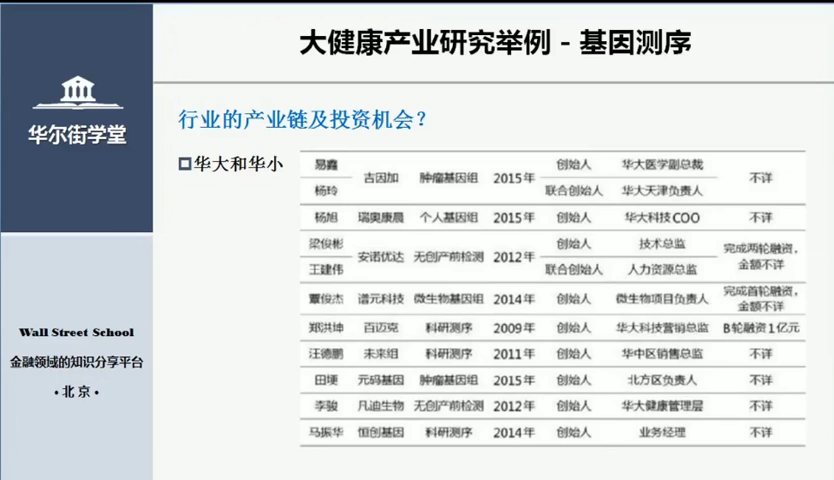 大健康产业研究举例－基因测序
华尔街学堂
Wall Street School
金融领域的知识分享平台
·北京·
行业的产业链及投资机会？
华大和华小
易鑫 吉因加 肿瘤基因组 2015年 创始人 华大医学副总裁 不详
杨玲 联合创始人 华大天津负责人
杨旭 瑞奥康晨 个人基因组 2015年 创始人 华大科技COO 不详
梁俊彬 安诺优达 无创产前检测 2012年 创始人 技术总监 完成两轮融资，金额不详
王建伟 联合创始人 人力资源总监
覃俊杰 谱元科技 微生物基因组 2014年 创始人 微生物项目负责人 完成首轮融资，金额不详
郑洪坤 百迈克 科研测序 2009年 创始人 华大科技营销总监 B轮融资1亿元
汪德鹏 未来组 科研测序 2011年 创始人 华中区销售总监 不详
田埂 元码基因 肿瘤基因组 2015年 创始人 北方区负责人 不详
李骏 凡迪生物 无创产前检测 2012年 创始人 华大健康管理层 不详
马振华 恒创基因 科研测序 2014年 创始人 业务经理 不详